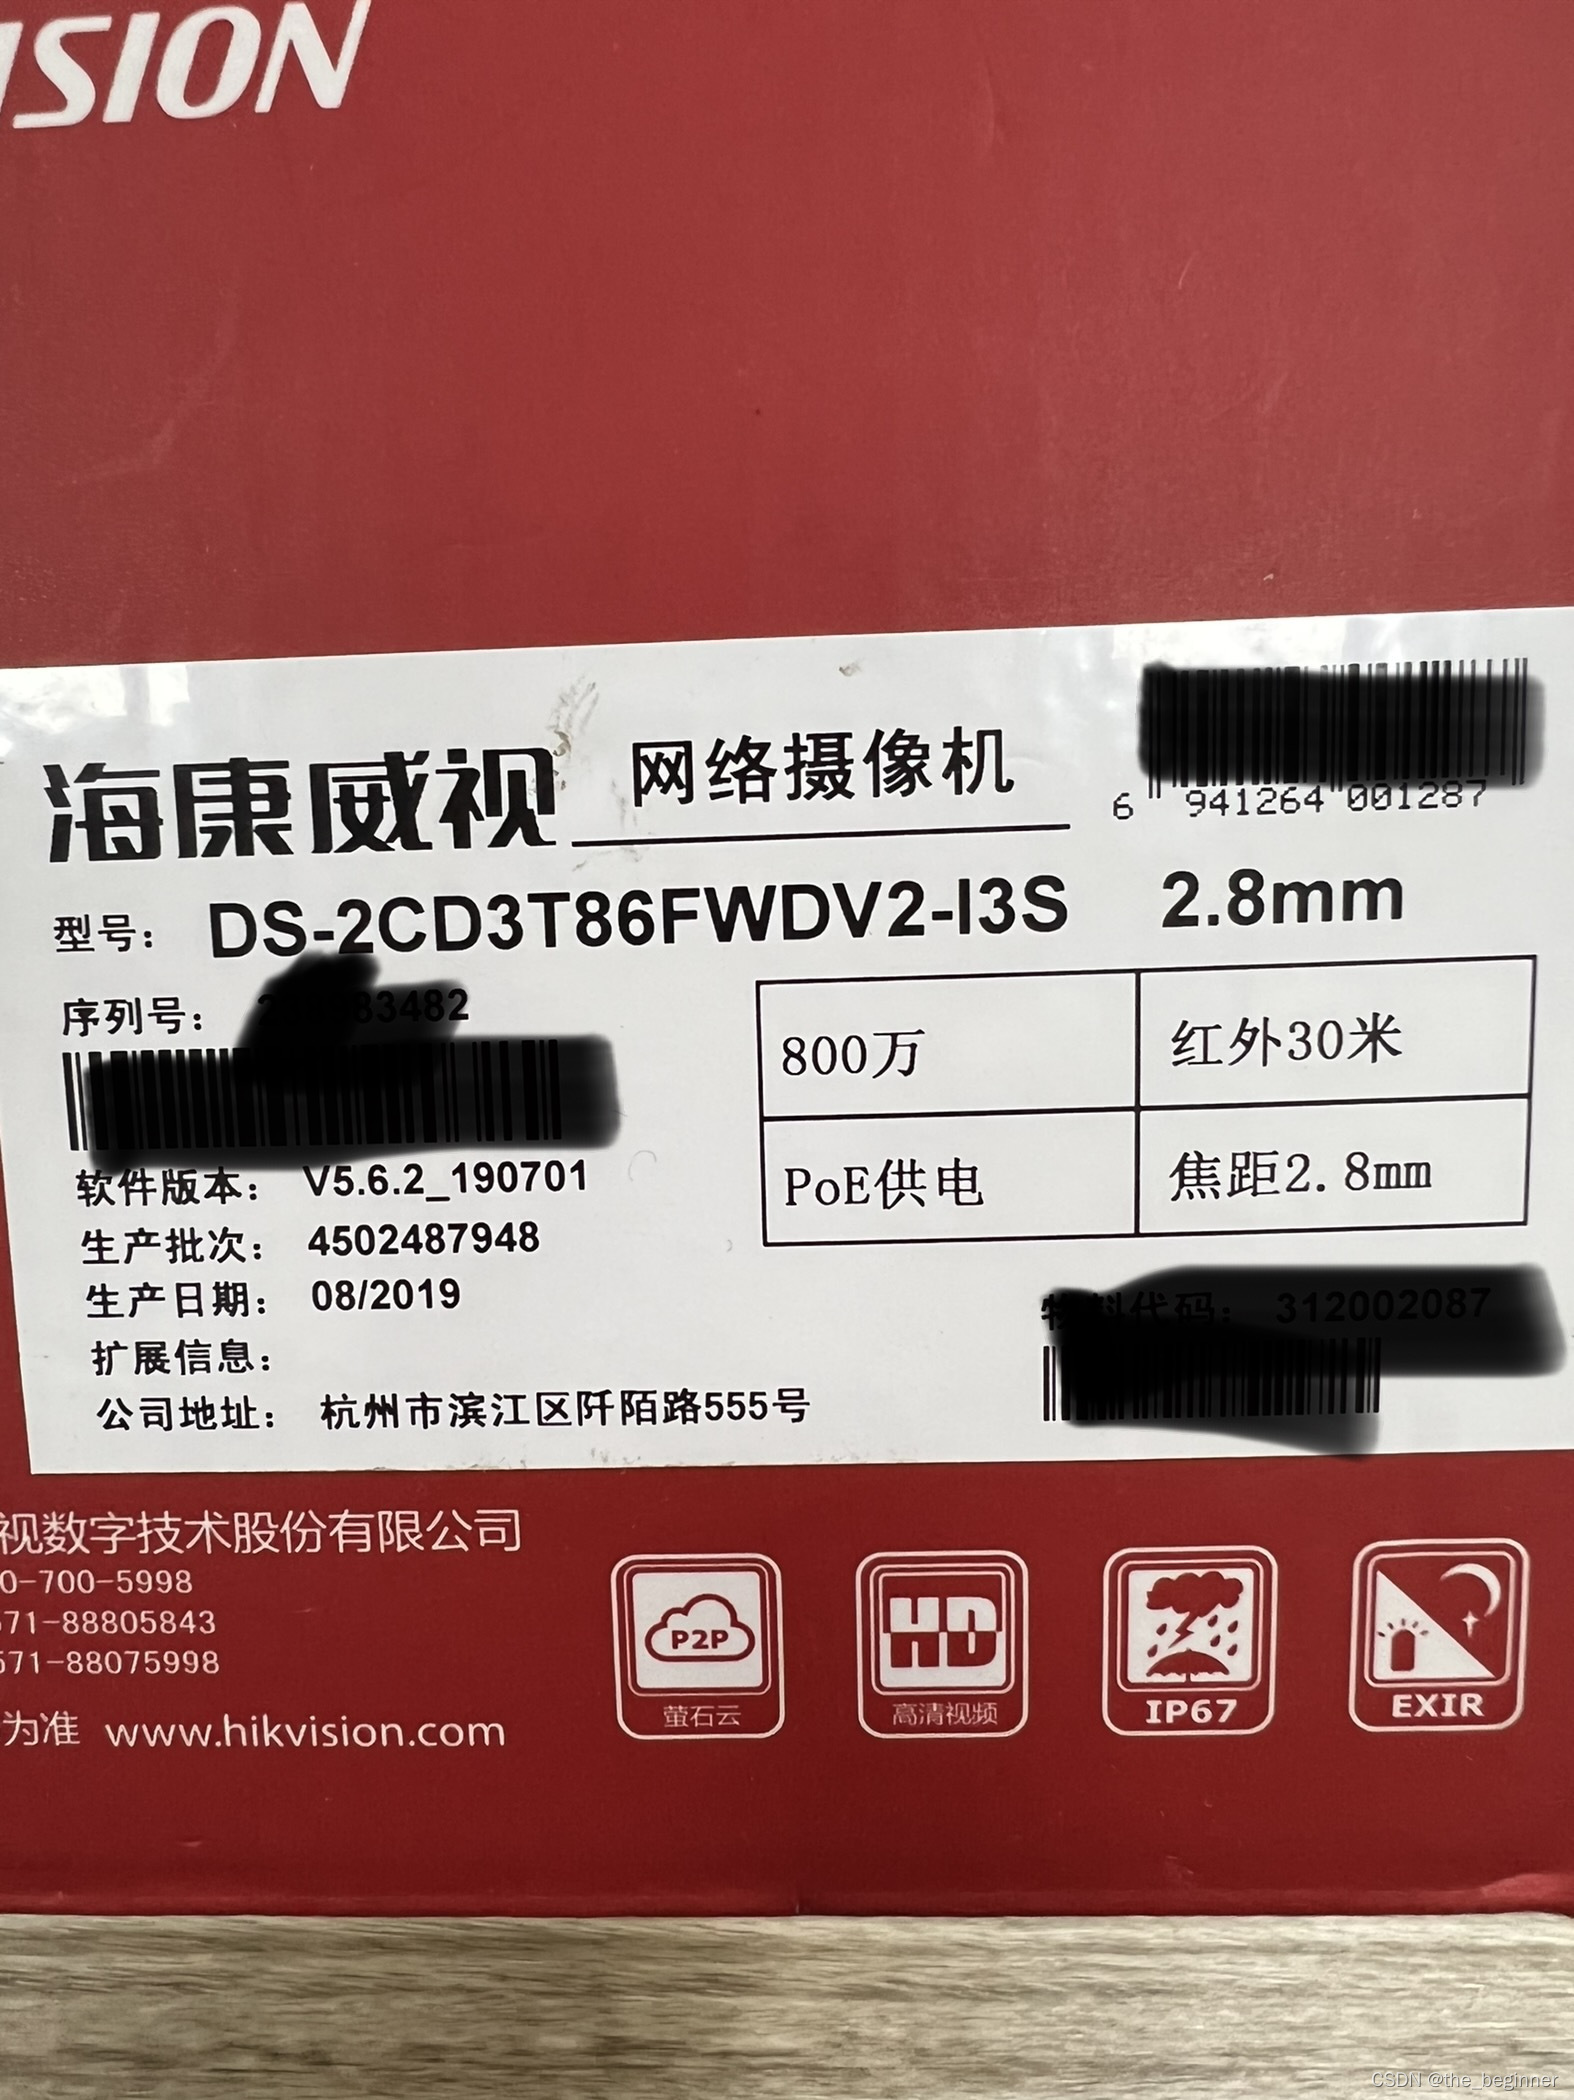 ISION
海康威视 网络摄像机
6 941264 001287
型号： DS-2CD3T86FWDV2-I3S 2.8mm
序列号： 83482
800万 红外30米
PoE供电 焦距2.8mm
软件版本： V5.6.2_190701
生产批次： 4502487948
生产日期： 08/2019
物料代码： 312002087
扩展信息：
公司地址： 杭州市滨江区阡陌路555号
视数字技术股份有限公司
0-700-5998
571-88805843
571-88075998
为准 www.hikvision.com
P2P
萤石云
HD
高清视频
IP67
EXIR
CSDN @the_beginner